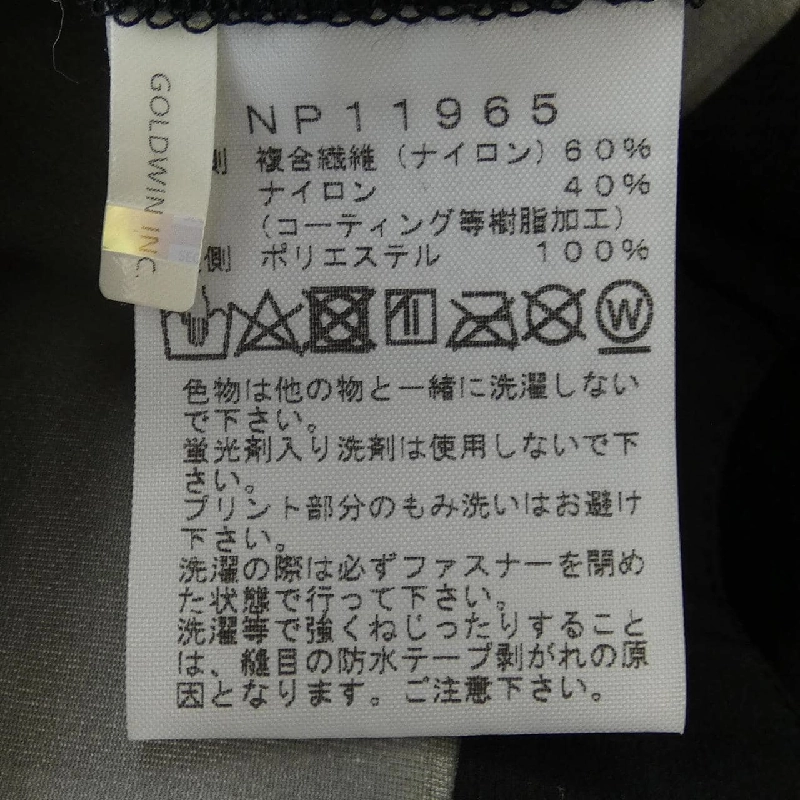 GOLDWIN INC.
NP11965
側 複合繊維(ナイロン)60%
ナイロン 40%
(コーティング等樹脂加工)
側 ポリエステル 100%
W
色物は他の物と一緒に洗濯しない
で下さい。
蛍光剤入り洗剤は使用しないで下
さい。
プリント部分のもみ洗いはお避け
下さい。
洗濯の際は必ずファスナーを閉め
た状態で行って下さい。
洗濯等で強くねじったりすること
は、縫目の防水テープ剥がれの原
因となります。ご注意下さい。